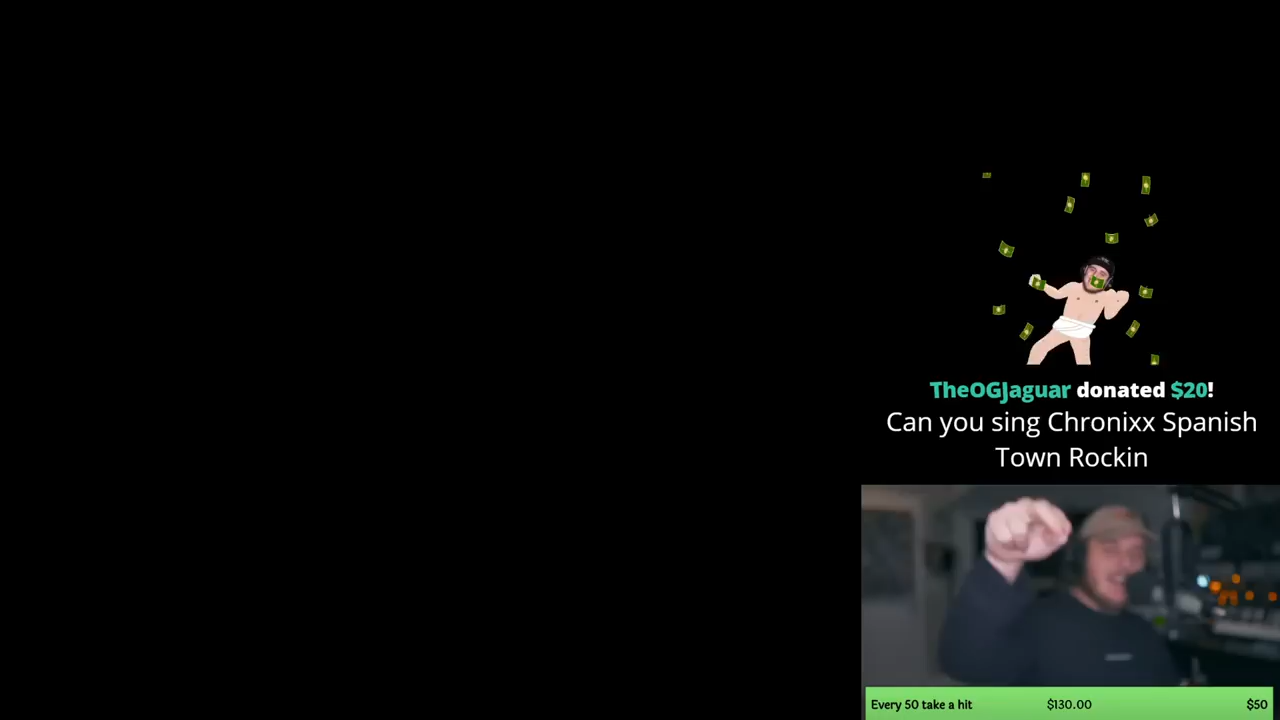 TheOGJaguar donated $20!
Can you sing Chronixx Spanish
Town Rockin
Every 50 take a hit $130.00 $50